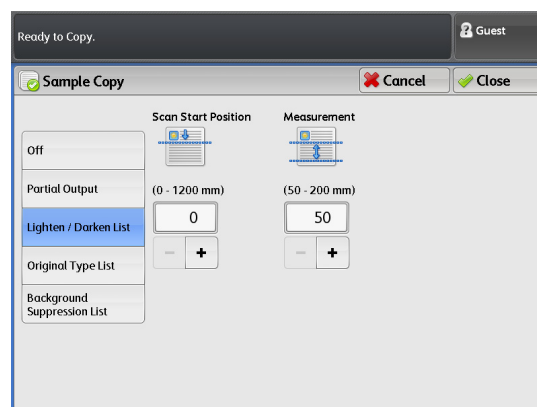 Ready to Copy.
Guest
Sample Copy
Cancel
Close
Scan Start Position
Measurement
Off
Partial Output
(0 - 1200 mm)
(50 - 200 mm)
Lighten / Darken List
0
50
− +
− +
Original Type List
Background
Suppression List